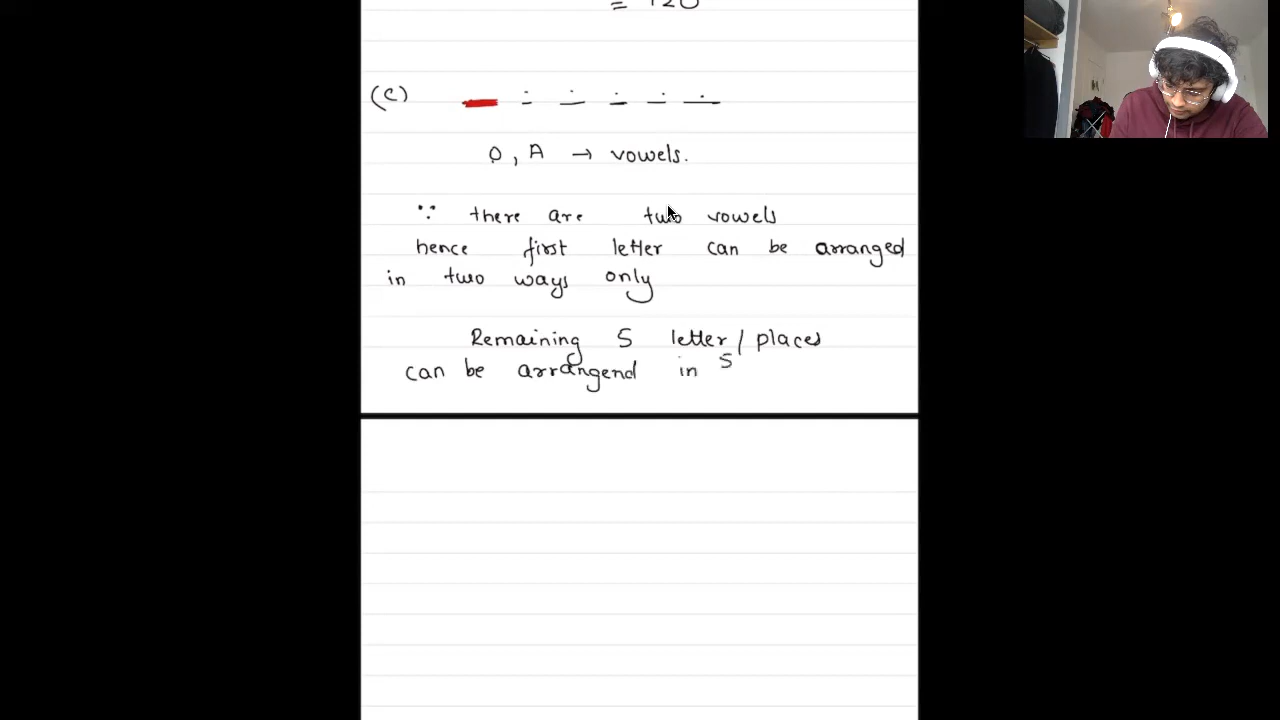 = 720
(c)
O, A → vowels.
∵ there are two vowels
hence first letter can be arranged
in two ways only
Remaining 5 letter / places
can be arrangend in 5